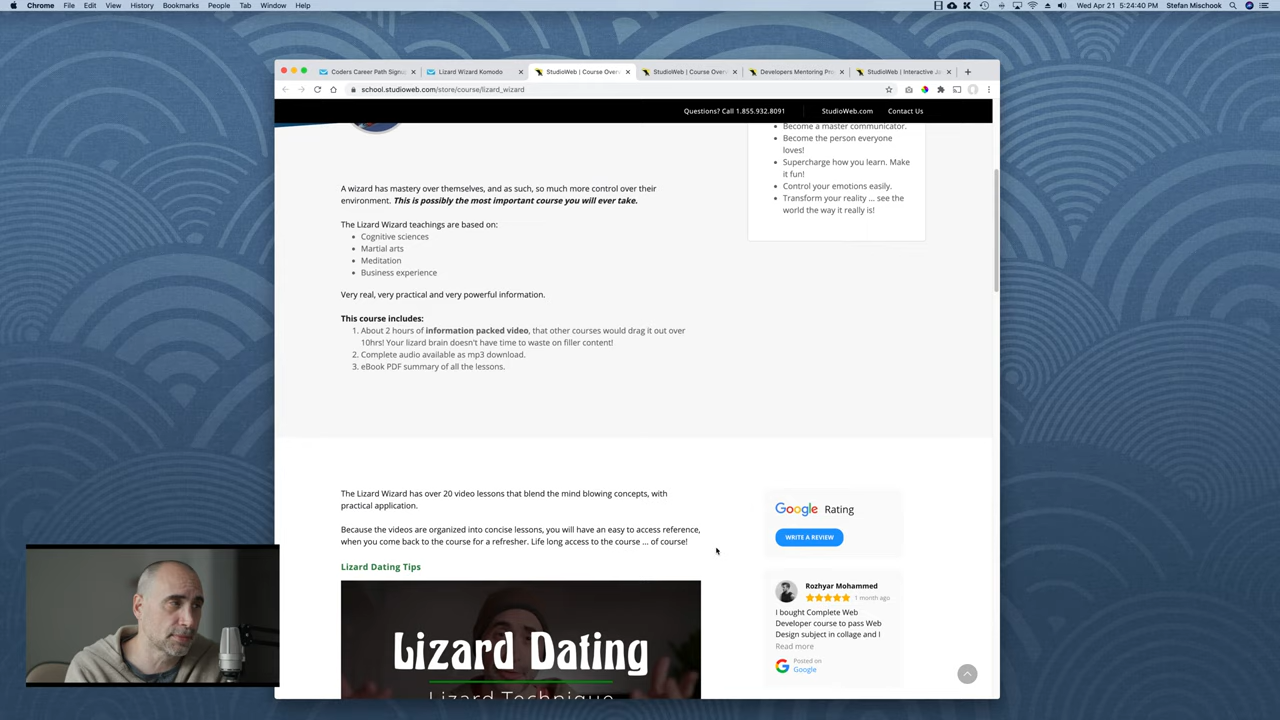 Chrome File Edit View History Bookmarks People Tab Window Help
Wed Apr 21 5:24:40 PM Stefan Mischook
Coders Career Path Signu
Lizard Wizard Komodo
StudioWeb | Course Over
StudioWeb | Course Over
Developers Mentoring Pro
StudioWeb | Interactive Ja
school.studioweb.com/store/course/lizard_wizard
Questions? Call 1.855.932.8091 StudioWeb.com Contact Us
Become a master communicator.
Become the person everyone
loves!
Supercharge how you learn. Make
it fun!
Control your emotions easily.
Transform your reality ... see the
world the way it really is!
A wizard has mastery over themselves, and as such, so much more control over their
environment. This is possibly the most important course you will ever take.
The Lizard Wizard teachings are based on:
Cognitive sciences
Martial arts
Meditation
Business experience
Very real, very practical and very powerful information.
This course includes:
1. About 2 hours of information packed video, that other courses would drag it out over
10hrs! Your lizard brain doesn't have time to waste on filler content!
2. Complete audio available as mp3 download.
3. eBook PDF summary of all the lessons.
The Lizard Wizard has over 20 video lessons that blend the mind blowing concepts, with
practical application.
Because the videos are organized into concise lessons, you will have an easy to access reference,
when you come back to the course for a refresher. Life long access to the course ... of course!
Lizard Dating Tips
Lizard Dating
Lizard Technique
Google Rating
WRITE A REVIEW
Rozhyar Mohammed
1 month ago
I bought Complete Web
Developer course to pass Web
Design subject in collage and I
Read more
Posted on
Google